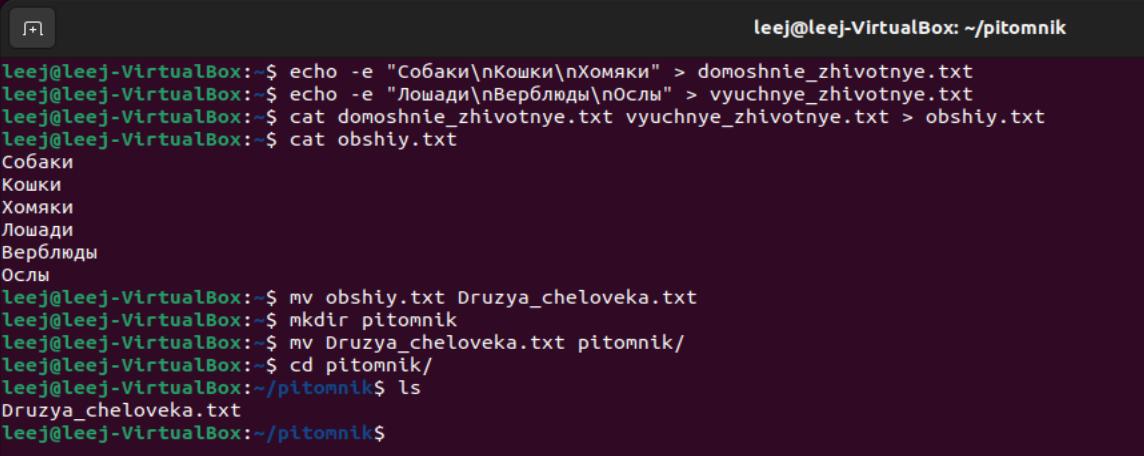 leej@leej-VirtualBox: ~/pitomnik
leej@leej-VirtualBox:~$ echo -e "Собаки\nКошки\nХомяки" > domoshnie_zhivotnye.txt
leej@leej-VirtualBox:~$ echo -e "Лошади\nВерблюды\nОслы" > vyuchnye_zhivotnye.txt
leej@leej-VirtualBox:~$ cat domoshnie_zhivotnye.txt vyuchnye_zhivotnye.txt > obshiy.txt
leej@leej-VirtualBox:~$ cat obshiy.txt
Собаки
Кошки
Хомяки
Лошади
Верблюды
Ослы
leej@leej-VirtualBox:~$ mv obshiy.txt Druzya_cheloveka.txt
leej@leej-VirtualBox:~$ mkdir pitomnik
leej@leej-VirtualBox:~$ mv Druzya_cheloveka.txt pitomnik/
leej@leej-VirtualBox:~$ cd pitomnik/
leej@leej-VirtualBox:~/pitomnik$ ls
Druzya_cheloveka.txt
leej@leej-VirtualBox:~/pitomnik$